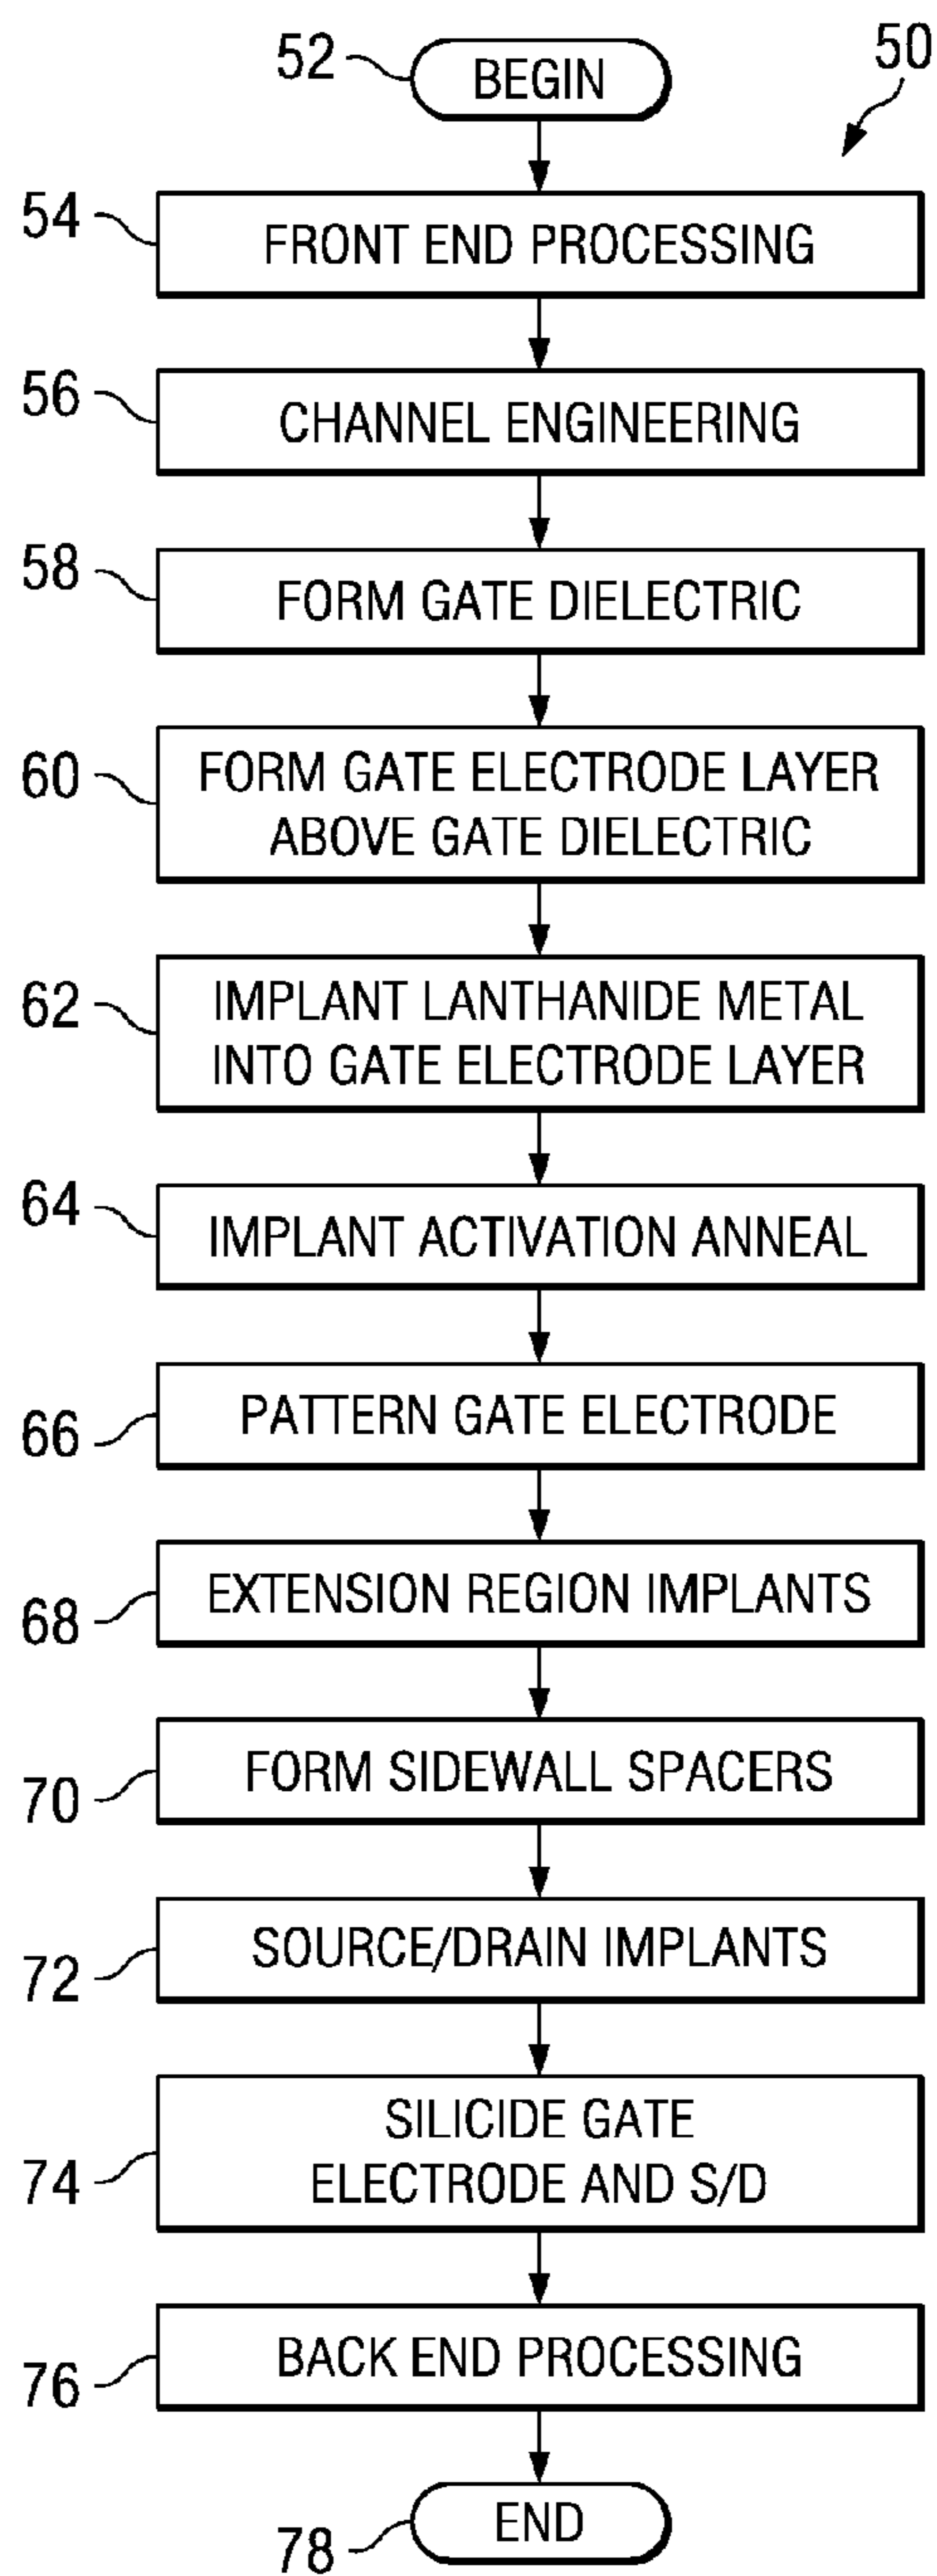 52
BEGIN
50
54
FRONT END PROCESSING
56
CHANNEL ENGINEERING
58
FORM GATE DIELECTRIC
60
FORM GATE ELECTRODE LAYER
ABOVE GATE DIELECTRIC
62
IMPLANT LANTHANIDE METAL
INTO GATE ELECTRODE LAYER
64
IMPLANT ACTIVATION ANNEAL
66
PATTERN GATE ELECTRODE
68
EXTENSION REGION IMPLANTS
70
FORM SIDEWALL SPACERS
72
SOURCE/DRAIN IMPLANTS
74
SILICIDE GATE
ELECTRODE AND S/D
76
BACK END PROCESSING
78
END